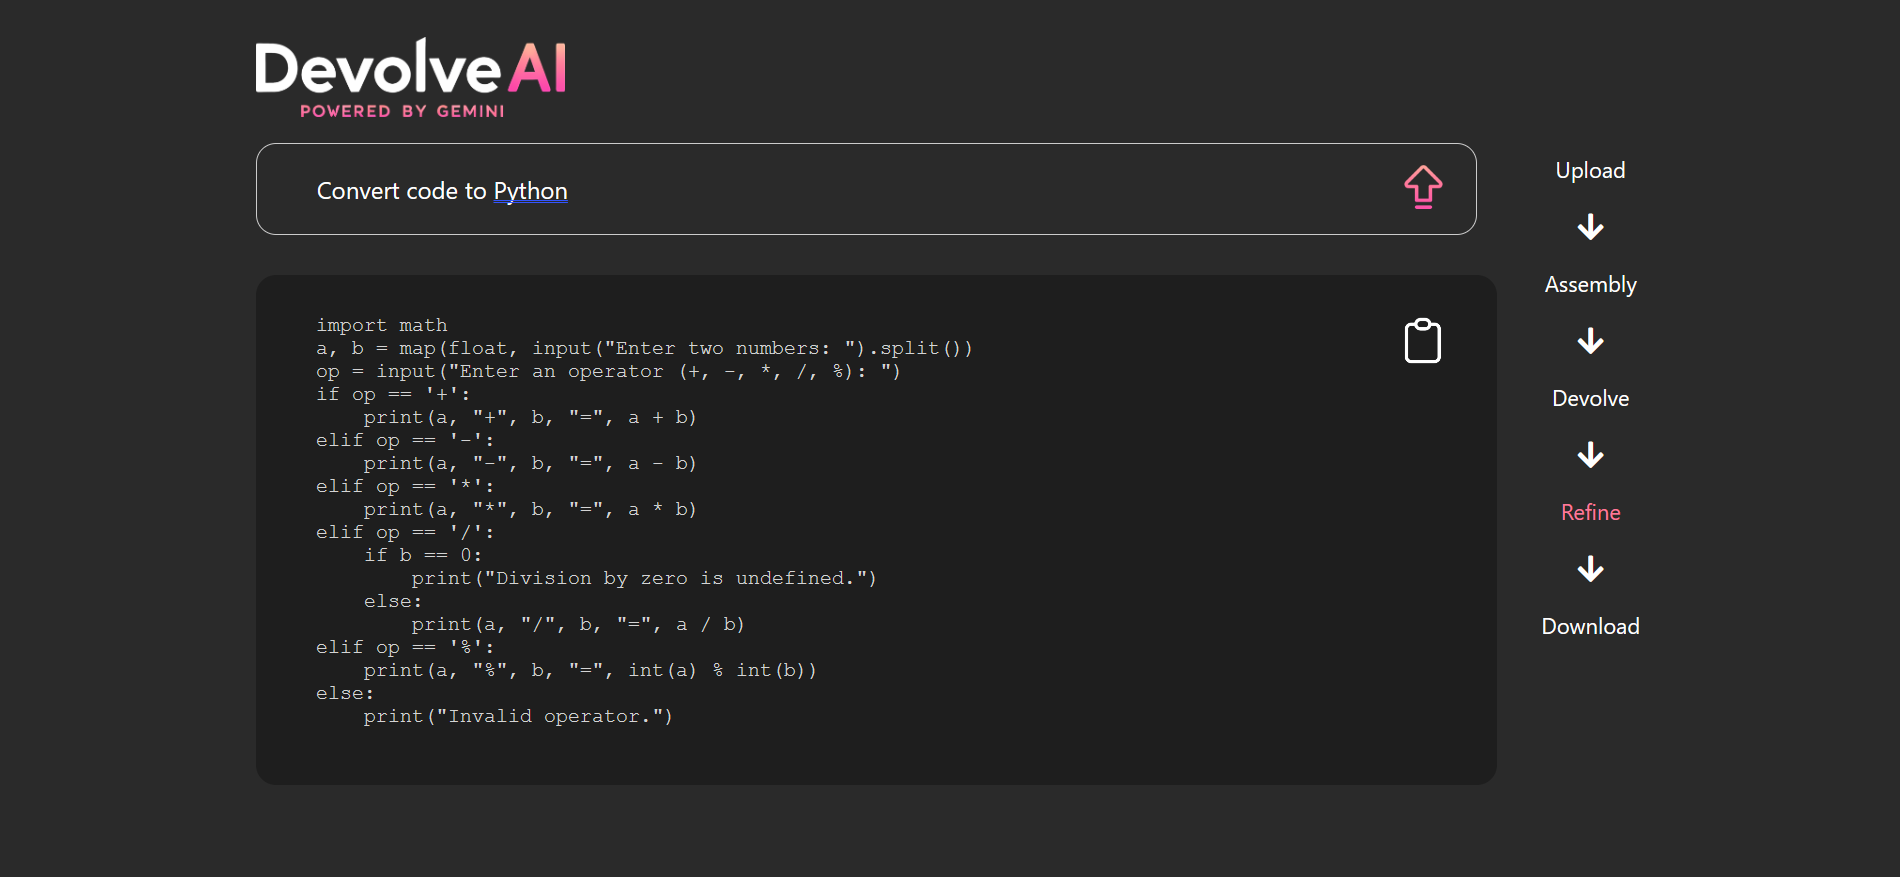 Devolve AI
POWERED BY GEMINI
Convert code to Python
import math
a, b = map(float, input("Enter two numbers: ").split())
op = input("Enter an operator (+, -, *, /, %): ")
if op == '+':
    print(a, "+", b, "=", a + b)
elif op == '-':
    print(a, "-", b, "=", a - b)
elif op == '*':
    print(a, "*", b, "=", a * b)
elif op == '/':
    if b == 0:
        print("Division by zero is undefined.")
    else:
        print(a, "/", b, "=", a / b)
elif op == '%':
    print(a, "%", b, "=", int(a) % int(b))
else:
    print("Invalid operator.")
Upload
Assembly
Devolve
Refine
Download